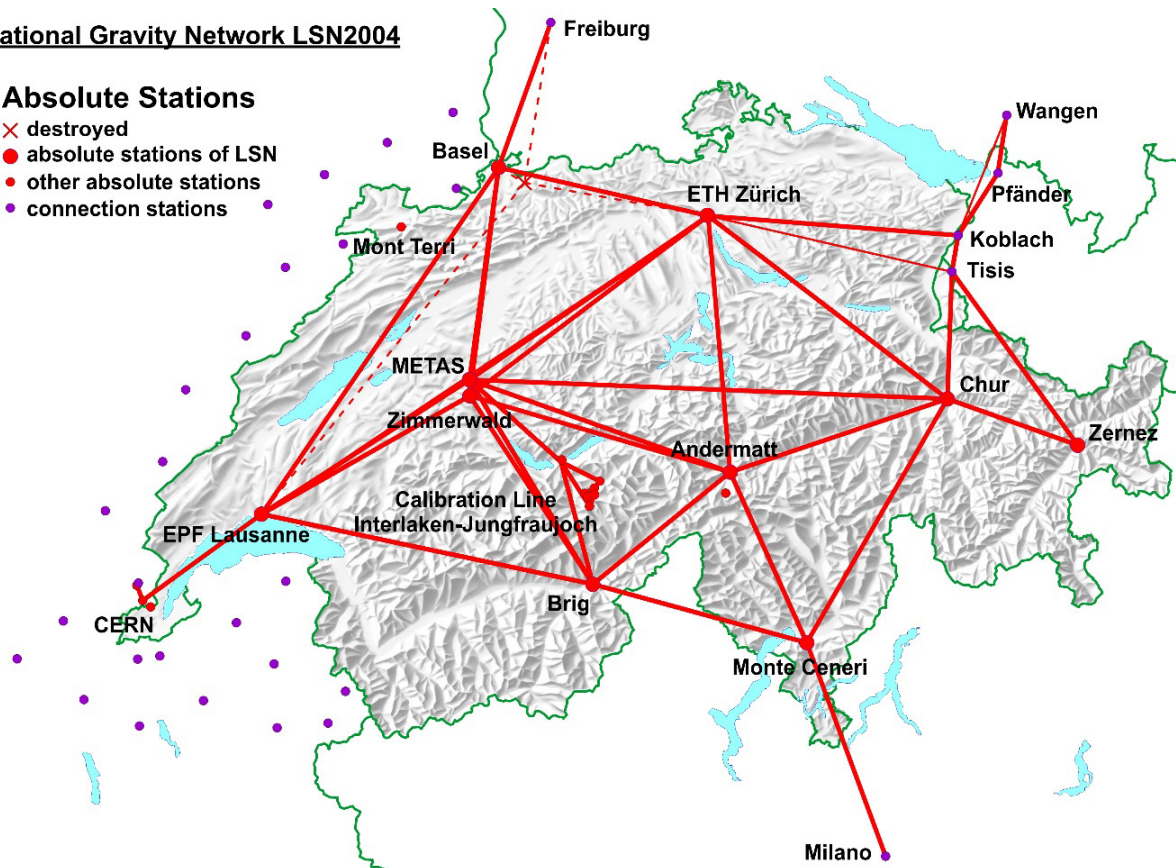 ational Gravity Network LSN2004
Absolute Stations
destroyed
absolute stations of LSN
other absolute stations
connection stations
Freiburg
Wangen
Basel
Pfänder
ETH Zürich
Koblach
Mont Terri
Tisis
METAS
Chur
Zimmerwald
Zernez
Andermatt
Calibration Line
Interlaken-Jungfraujoch
EPF Lausanne
Brig
CERN
Monte Ceneri
Milano